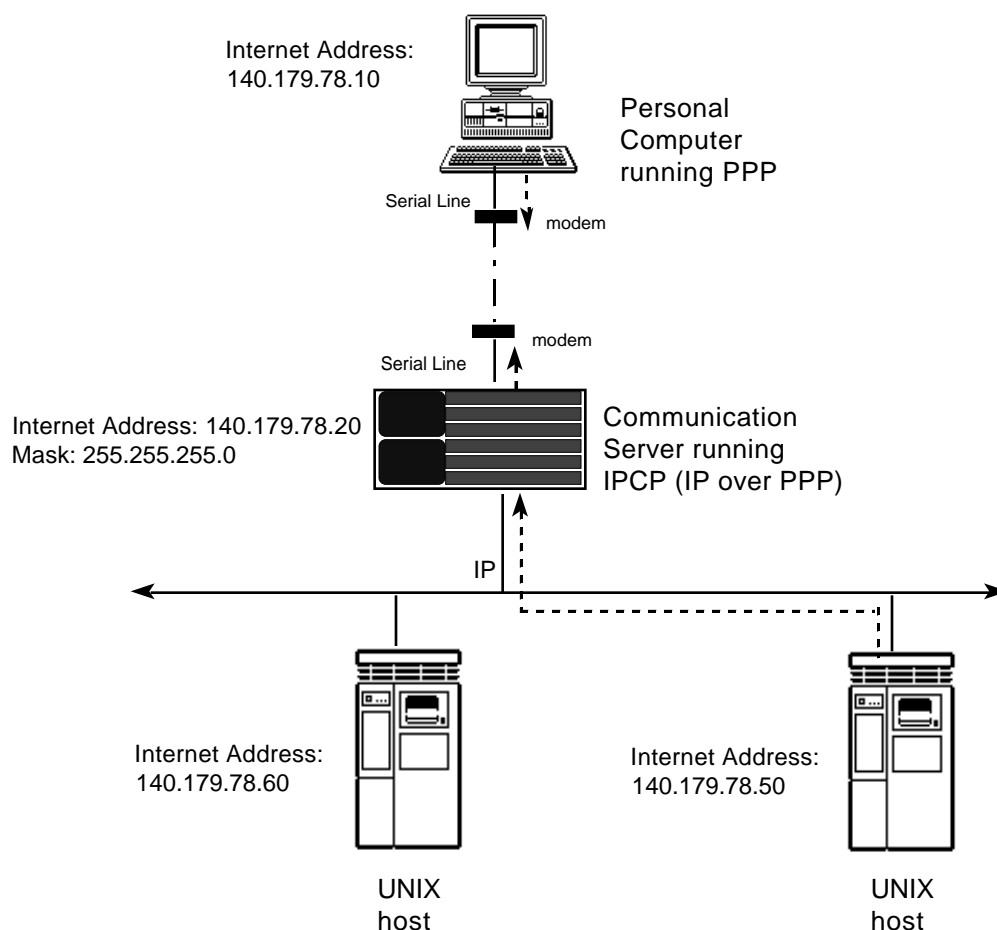 Internet Address:
140.179.78.10
Personal
Computer
running PPP
Serial Line
modem
modem
Serial Line
Internet Address: 140.179.78.20
Mask: 255.255.255.0
Communication
Server running
IPCP (IP over PPP)
IP
Internet Address:
140.179.78.60
Internet Address:
140.179.78.50
UNIX
host
UNIX
host